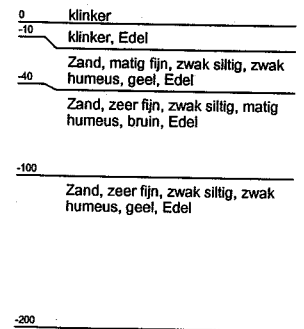 0 klinker
-10 klinker, Edel
Zand, matig fijn, zwak siltig, zwak
humeus, geel, Edel
-40
Zand, zeer fijn, zwak siltig, matig
humeus, bruin, Edel
-100
Zand, zeer fijn, zwak siltig, zwak
humeus, geel, Edel
-200